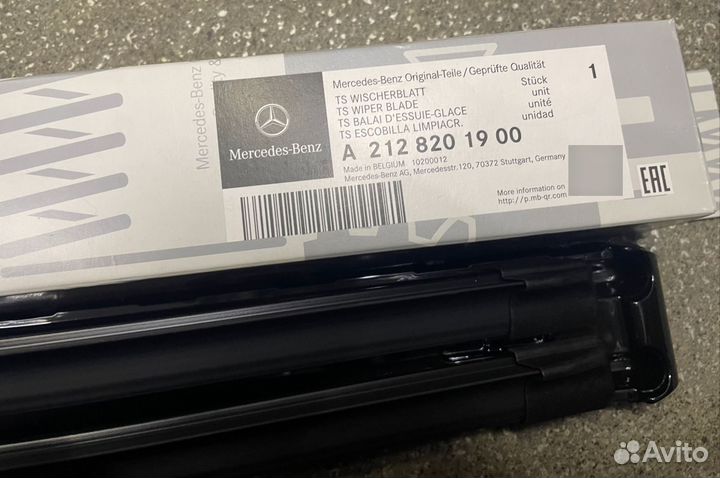 Mercedes-Benz
Mercedes-Benz Original-Teile/Geprüfte Qualität
TS WISCHERBLATT Stück 1
TS WIPER BLADE unit
TS BALAI D'ESSUIE-GLACE unité
TS ESCOBILLA LIMPIACR. unidad
Mercedes-Benz
A 212 820 19 00
Made in BELGIUM 10200012
Mercedes-Benz AG, Mercedesstr.120, 70372 Stuttgart, Germany
More information on
http://p.mb-qr.com
EAC
Avito